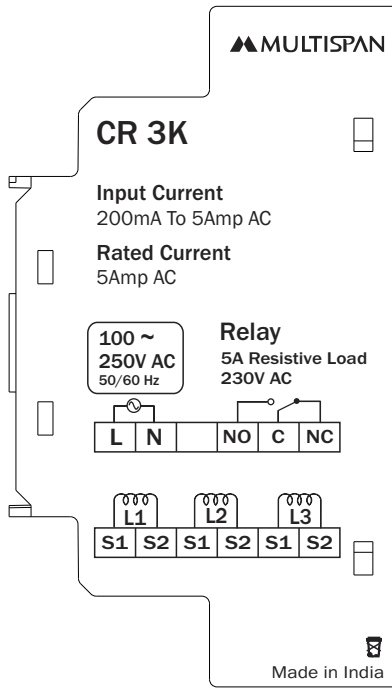 MULTISPAN
CR 3K
Input Current
200mA To 5Amp AC
Rated Current
5Amp AC
100 ~
250V AC
50/60 Hz
Relay
5A Resistive Load
230V AC
L N NO C NC
L1 L2 L3
S1 S2 S1 S2 S1 S2
Made in India